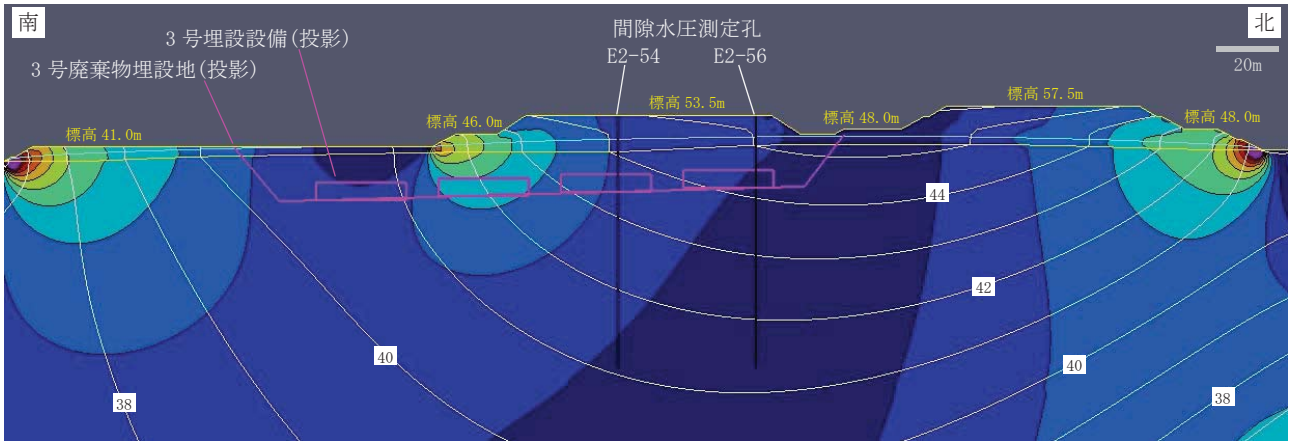 南
北
3号埋設設備(投影)
3号廃棄物埋設地(投影)
間隙水圧測定孔
E2-54
E2-56
20m
標高 41.0m
標高 46.0m
標高 53.5m
標高 48.0m
標高 57.5m
標高 48.0m
44
42
40
40
38
38